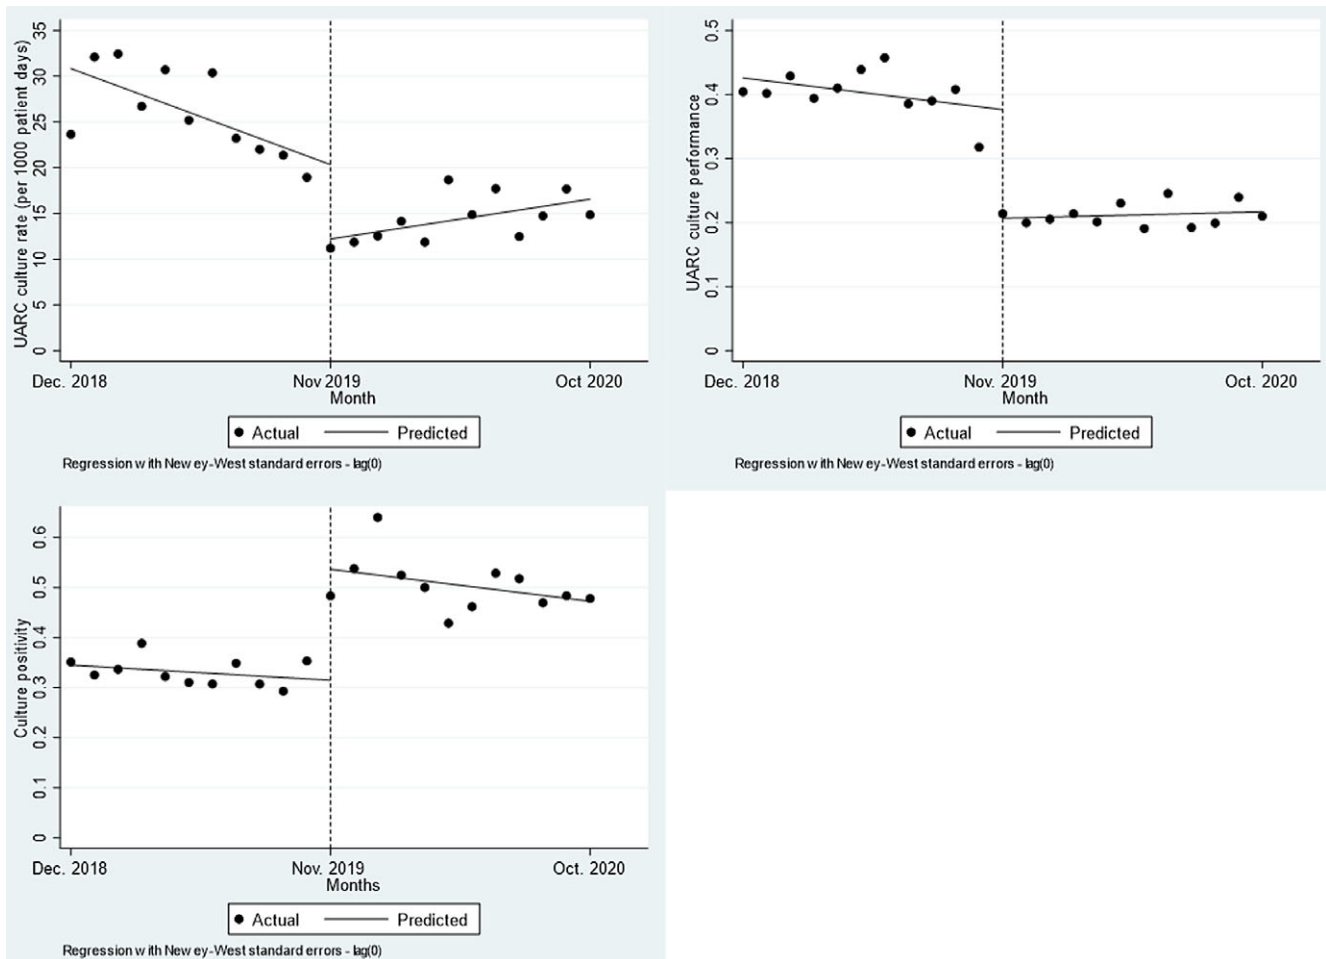 UARC culture rate (per 1000 patient days)
35
30
25
20
15
10
5
0
Dec. 2018
Nov 2019
Oct 2020
Month
Actual
Predicted
Regression with Newey-West standard errors - lag(0)
UARC culture performance
0.5
0.4
0.3
0.2
0.1
0
Dec. 2018
Nov. 2019
Oct. 2020
Month
Actual
Predicted
Regression with Newey-West standard errors - lag(0)
Culture positivity
0.6
0.5
0.4
0.3
0.2
0.1
0
Dec. 2018
Nov. 2019
Oct. 2020
Months
Actual
Predicted
Regression with Newey-West standard errors - lag(0)